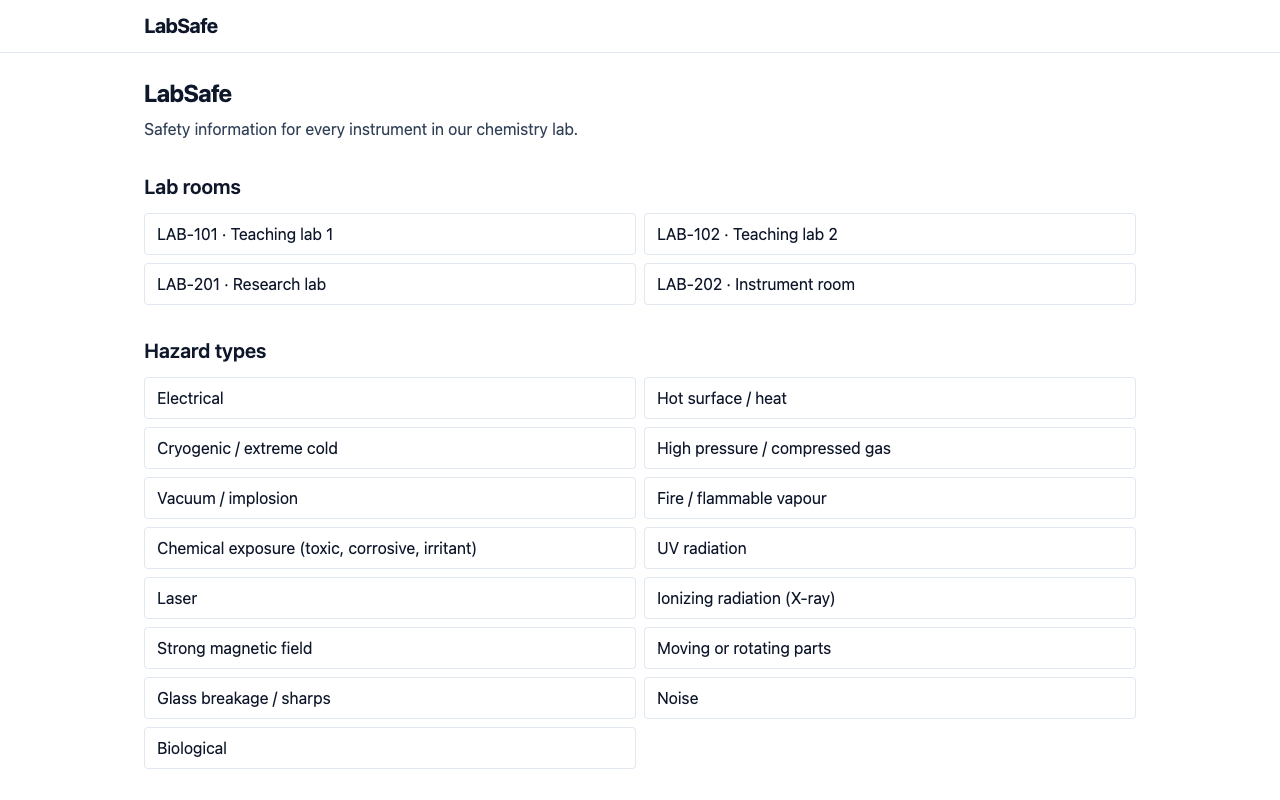 LabSafe
LabSafe
Safety information for every instrument in our chemistry lab.
Lab rooms
LAB-101 · Teaching lab 1
LAB-102 · Teaching lab 2
LAB-201 · Research lab
LAB-202 · Instrument room
Hazard types
Electrical
Hot surface / heat
Cryogenic / extreme cold
High pressure / compressed gas
Vacuum / implosion
Fire / flammable vapour
Chemical exposure (toxic, corrosive, irritant)
UV radiation
Laser
Ionizing radiation (X-ray)
Strong magnetic field
Moving or rotating parts
Glass breakage / sharps
Noise
Biological